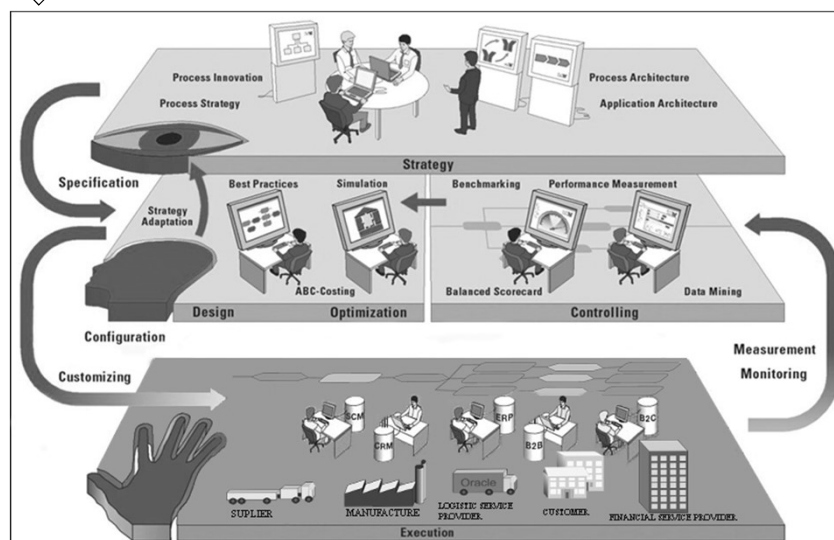 Process Innovation
Process Strategy
Process Architecture
Application Architecture
Strategy
Specification
Strategy
Adaptation
Best Practices
Simulation
Benchmarking
Performance Measurement
ABC-Costing
Balanced Scorecard
Data Mining
Design
Optimization
Controlling
Configuration
Customizing
Measurement
Monitoring
SCM
CRM
ERP
B2B
B2C
Oracle
SUPLIER
MANUFACTURE
LOGISTIC SERVICE
PROVIDER
CUSTOMER
FINANCIAL SERVICE PROVIDER
Execution